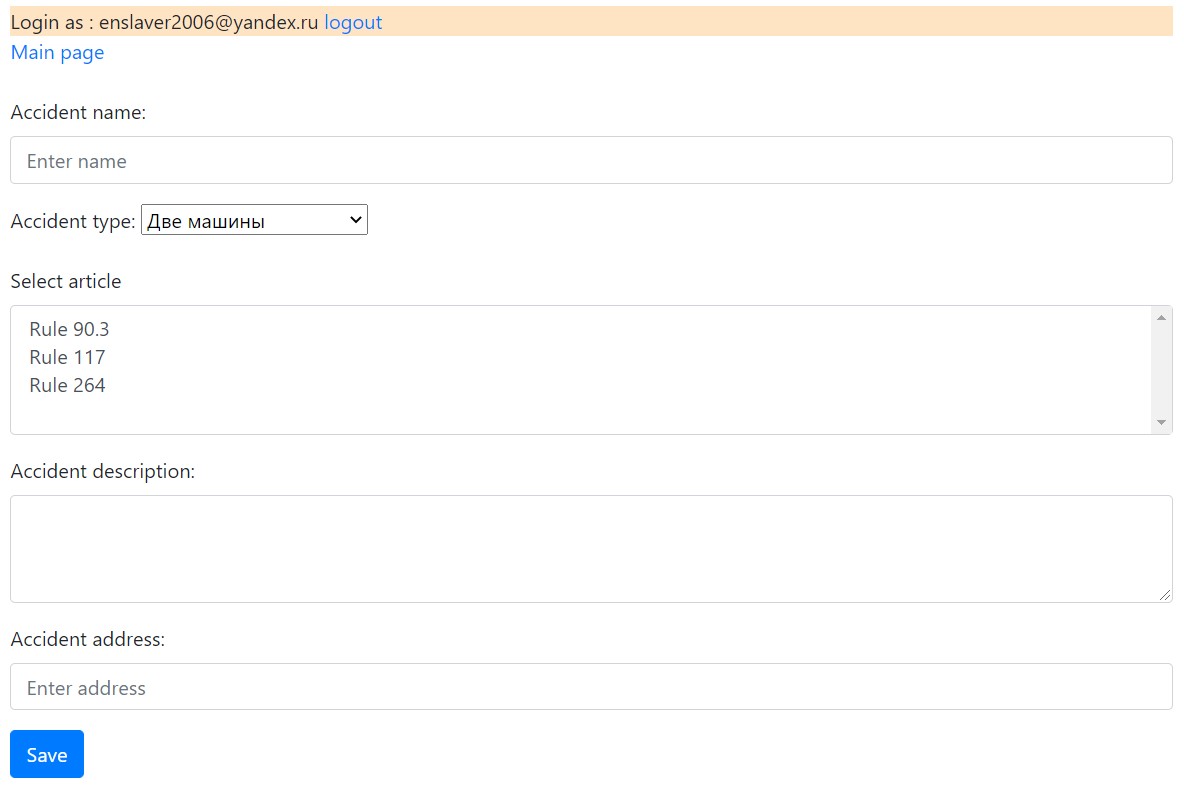 Login as : enslaver2006@yandex.ru logout
Main page
Accident name:
Enter name
Accident type: Две машины
Select article
Rule 90.3
Rule 117
Rule 264
Accident description:
Accident address:
Enter address
Save